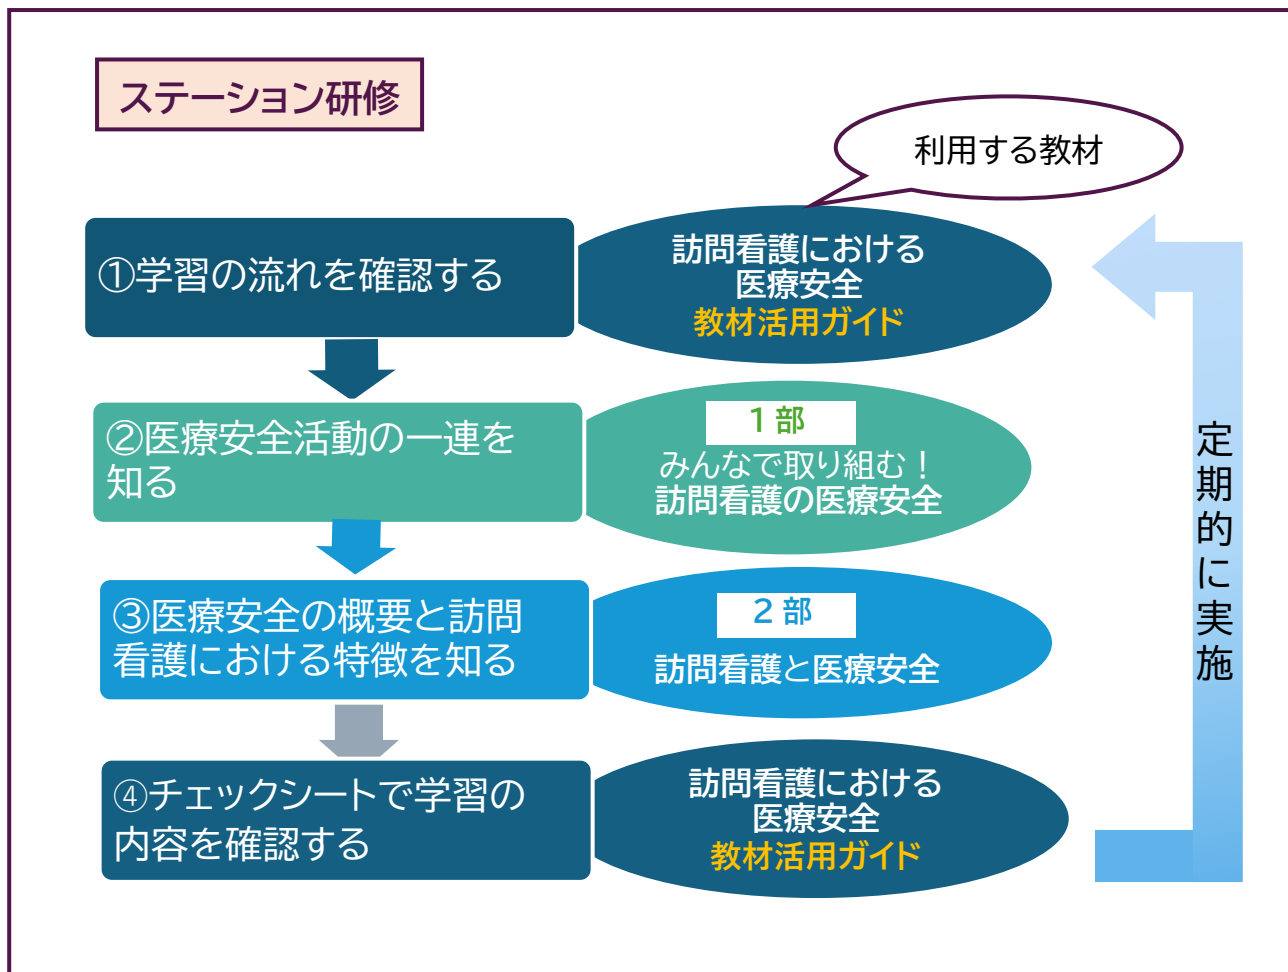 ステーション研修
利用する教材
①学習の流れを確認する
訪問看護における
医療安全
教材活用ガイド
②医療安全活動の一連を
知る
1 部
みんなで取り組む！
訪問看護の医療安全
③医療安全の概要と訪問
看護における特徴を知る
2 部
訪問看護と医療安全
④チェックシートで学習の
内容を確認する
訪問看護における
医療安全
教材活用ガイド
定期的に実施